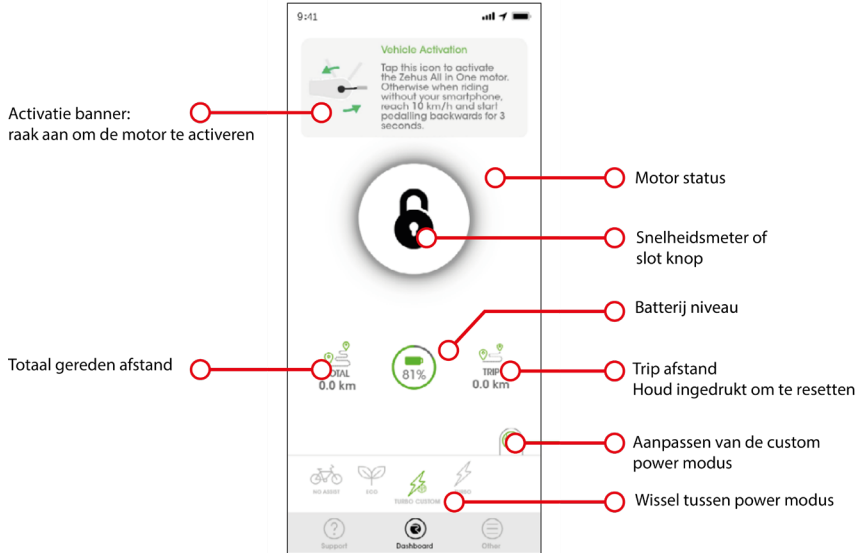 9:41
Vehicle Activation
Tap this icon to activate
the Zehus All in One motor.
Otherwise when riding
without your smartphone,
reach 10 km/h and start
pedalling backwards for 3
seconds.
Activatie banner:
raak aan om de motor te activeren
Motor status
Snelheidsmeter of
slot knop
Batterij niveau
Totaal gereden afstand
TOTAL
0.0 km
81%
TRIP
0.0 km
Trip afstand
Houd ingedrukt om te resetten
Aanpassen van de custom
power modus
NO ASSIST
ECO
TURBO CUSTOM
Wissel tussen power modus
Support
Dashboard
Other